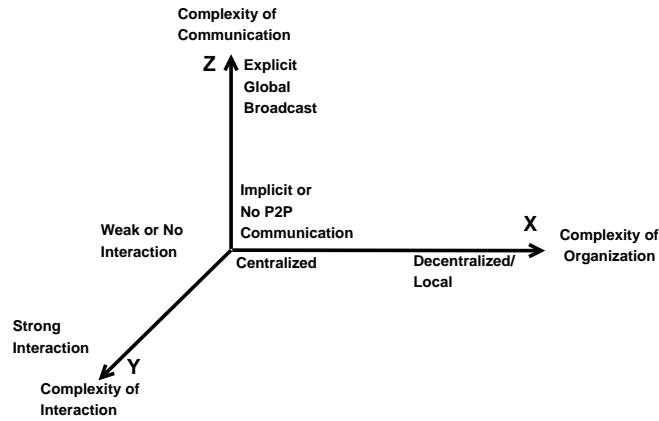 Complexity of
Communication
Z
Explicit
Global
Broadcast
Implicit or
No P2P
Communication
Weak or No
Interaction
X
Complexity of
Organization
Centralized
Decentralized/
Local
Strong
Interaction
Y
Complexity of
Interaction